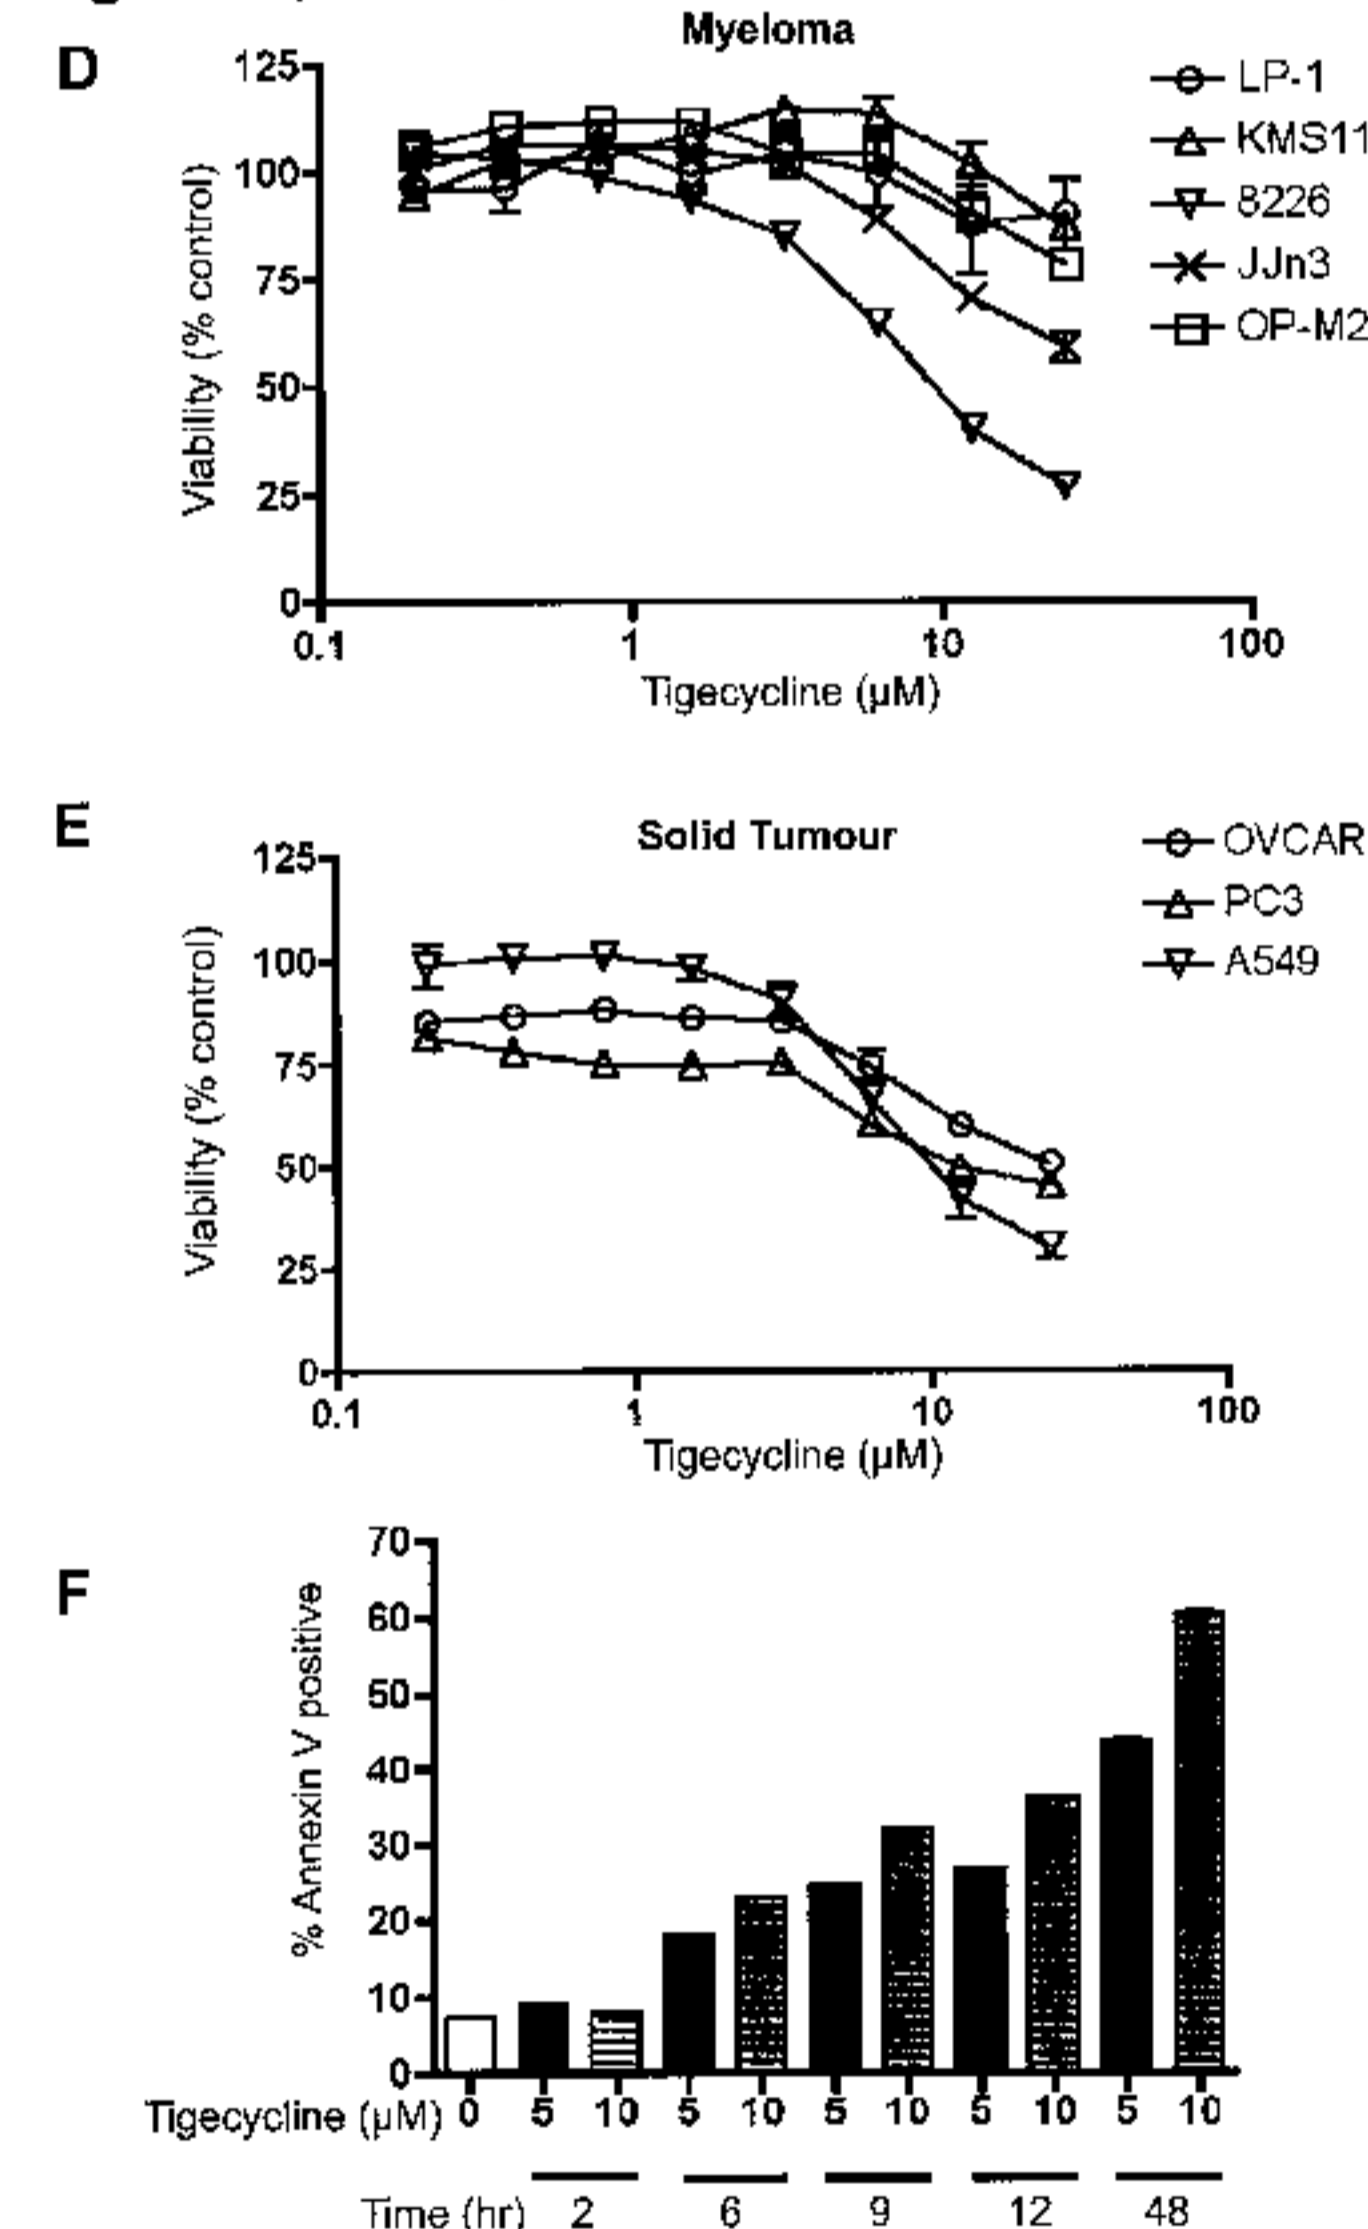 D
Myeloma
LP-1
KMS11
8226
JJn3
OP-M2
Viability (% control)
125
100
75
50
25
0
0.1 1 10 100
Tigecycline (µM)
E
Solid Tumour
OVCAR
PC3
A549
Viability (% control)
125
100
75
50
25
0
0.1 1 10 100
Tigecycline (µM)
F
% Annexin V positive
70
60
50
40
30
20
10
0
Tigecycline (µM) 0 5 10 5 10 5 10 5 10 5 10
Time (hr) 2 6 9 12 48